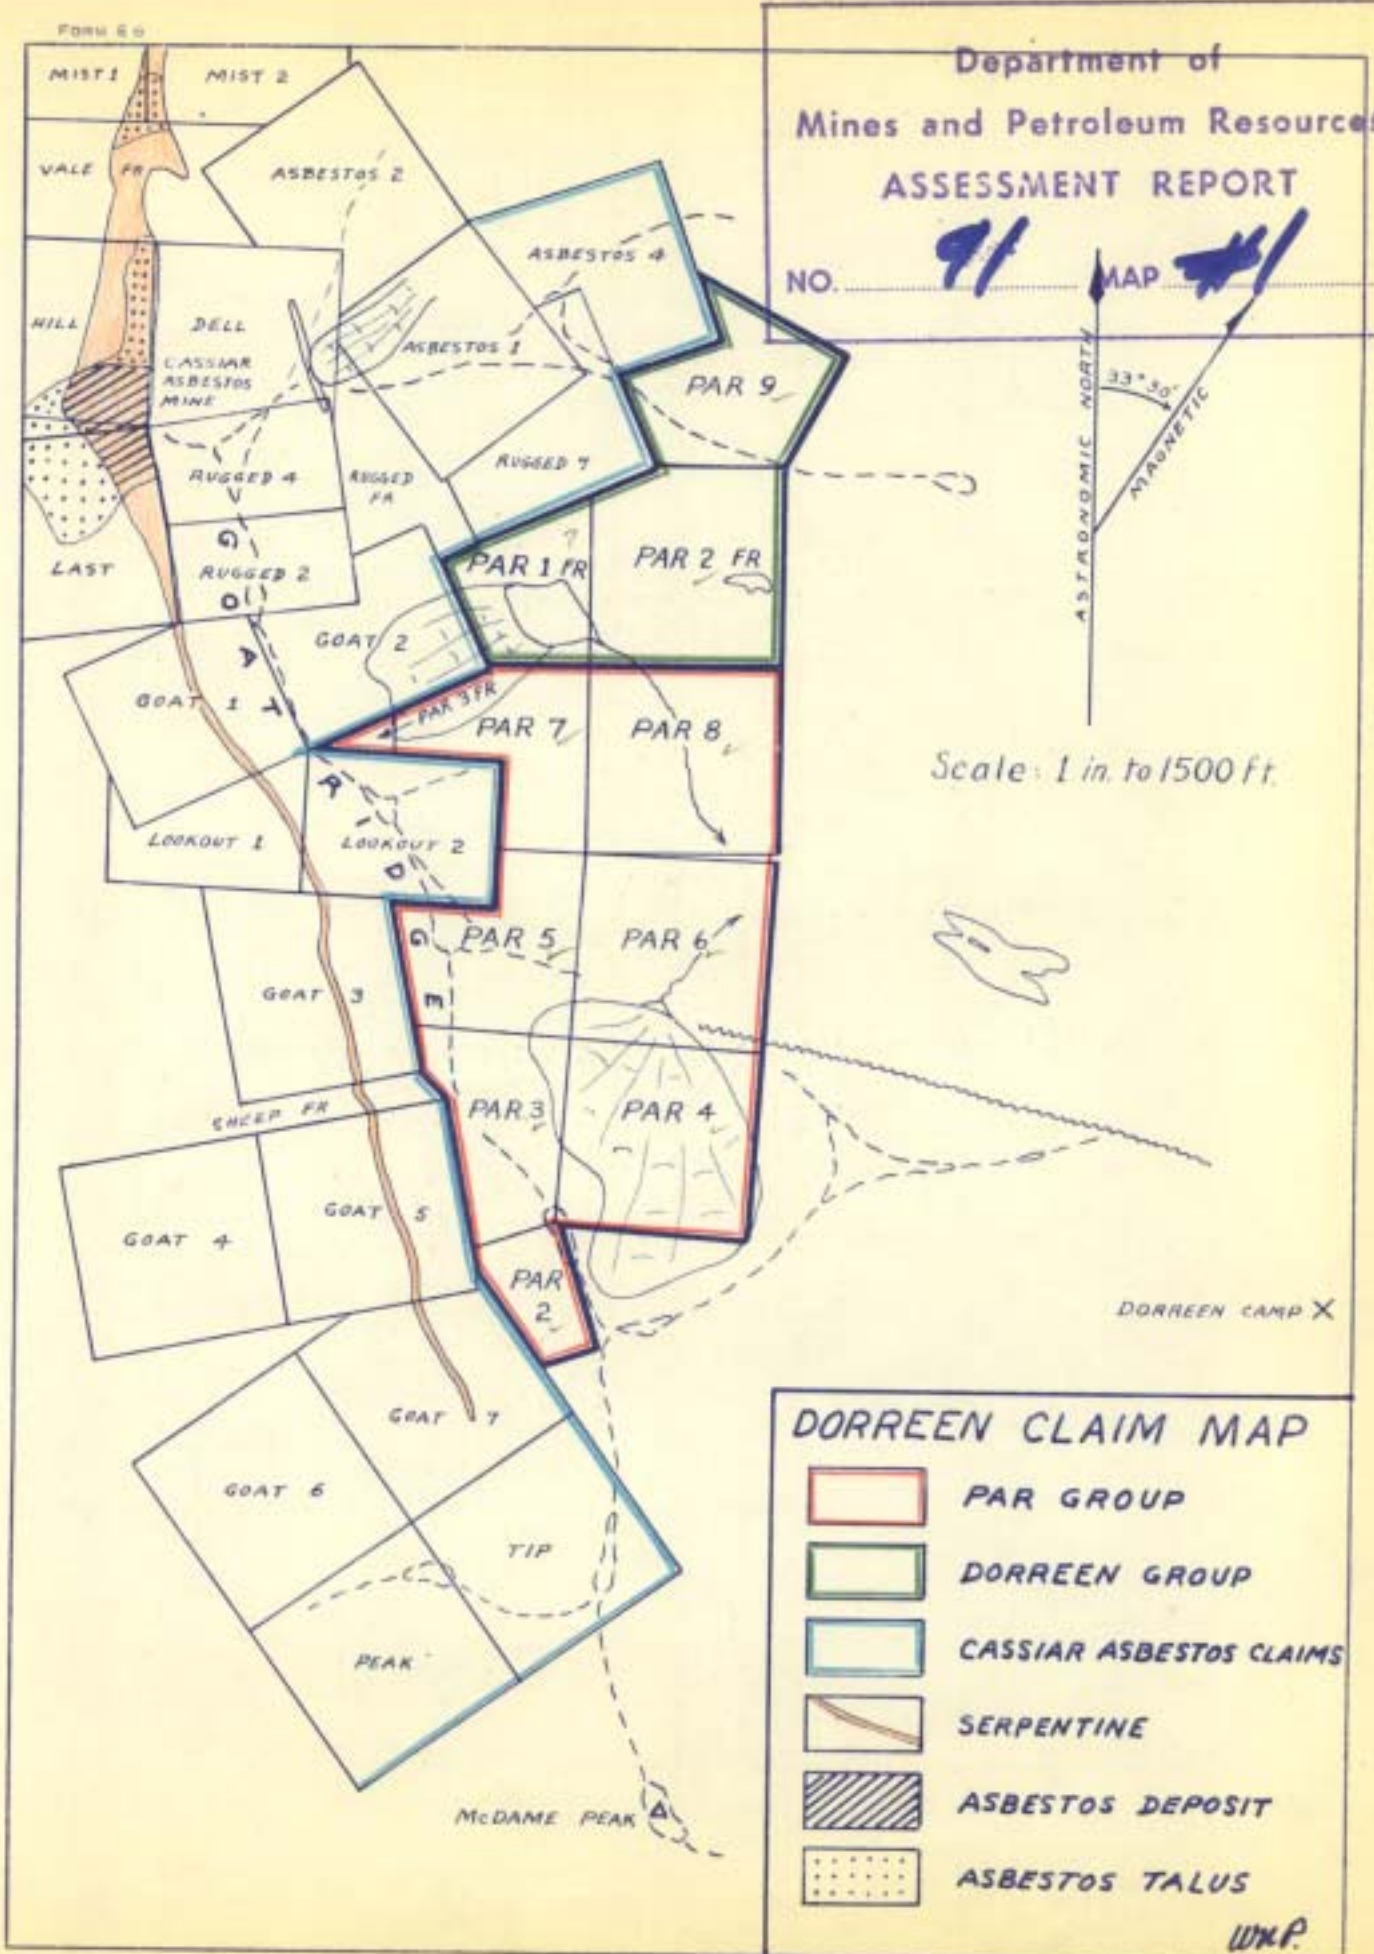 FORM 60
Department of
Mines and Petroleum Resources
ASSESSMENT REPORT
NO. 91 MAP #1
MIST 1
MIST 2
VALE FR
ASBESTOS 2
ASBESTOS 4
HILL
DELL
CASSIAR
ASBESTOS
MINE
ASBESTOS 1
PAR 9
RUGGED 4
RUGGED
FR
RUGGED 7
LAST
RUGGED 2
PAR 1 FR
PAR 2 FR
GOAT 2
GOAT 1
PAR 3 FR
PAR 7
PAR 8
LOOKOUT 1
LOOKOUT 2
GOAT RIDGE
PAR 5
PAR 6
GOAT 3
SHEEP FR
PAR 3
PAR 4
GOAT 4
GOAT 5
PAR
2
GOAT 7
GOAT 6
TIP
PEAK
McDAME PEAK
ASTRONOMIC NORTH
33° 30'
MAGNETIC
Scale: 1 in. to 1500 ft.
DORREEN CAMP X
DORREEN CLAIM MAP
PAR GROUP
DORREEN GROUP
CASSIAR ASBESTOS CLAIMS
SERPENTINE
ASBESTOS DEPOSIT
ASBESTOS TALUS